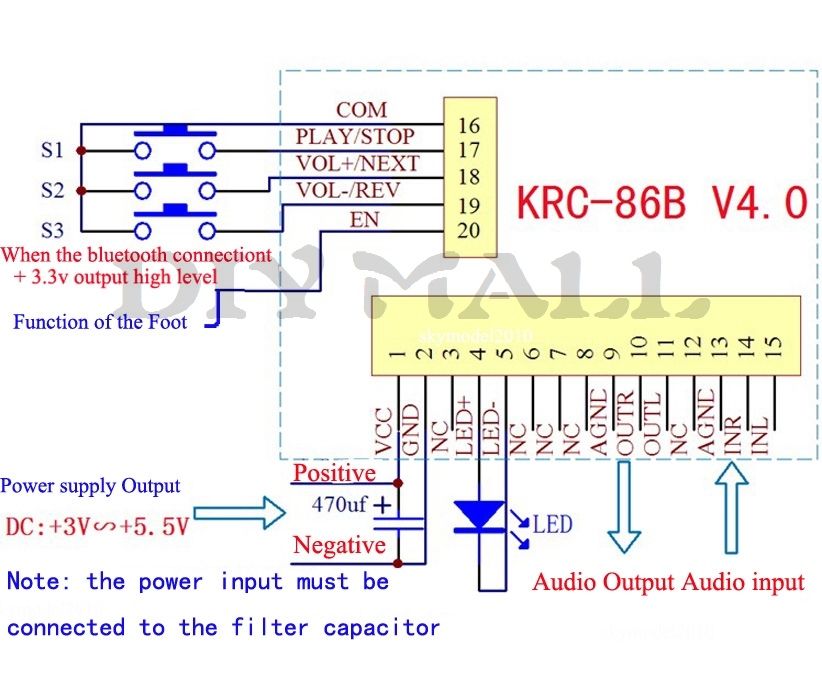 COM
PLAY/STOP
VOL+/NEXT
VOL-/REV
EN
16
17
18
19
20
S1
S2
S3
KRC-86B V4.0
When the bluetooth connectiont
+ 3.3v output high level
DIY MALL
Function of the Foot
skymodel2010
1 2 3 4 5 6 7 8 9 10 11 12 13 14 15
VCC GND NC LED+ LED- NC NC NC AGND OUTR OUTL NC AGND INR INL
Positive
Power supply Output
470uf +
LED
DC:+3V∽+5.5V
Negative
Audio Output Audio input
Note: the power input must be
connected to the filter capacitor
skymodel2010